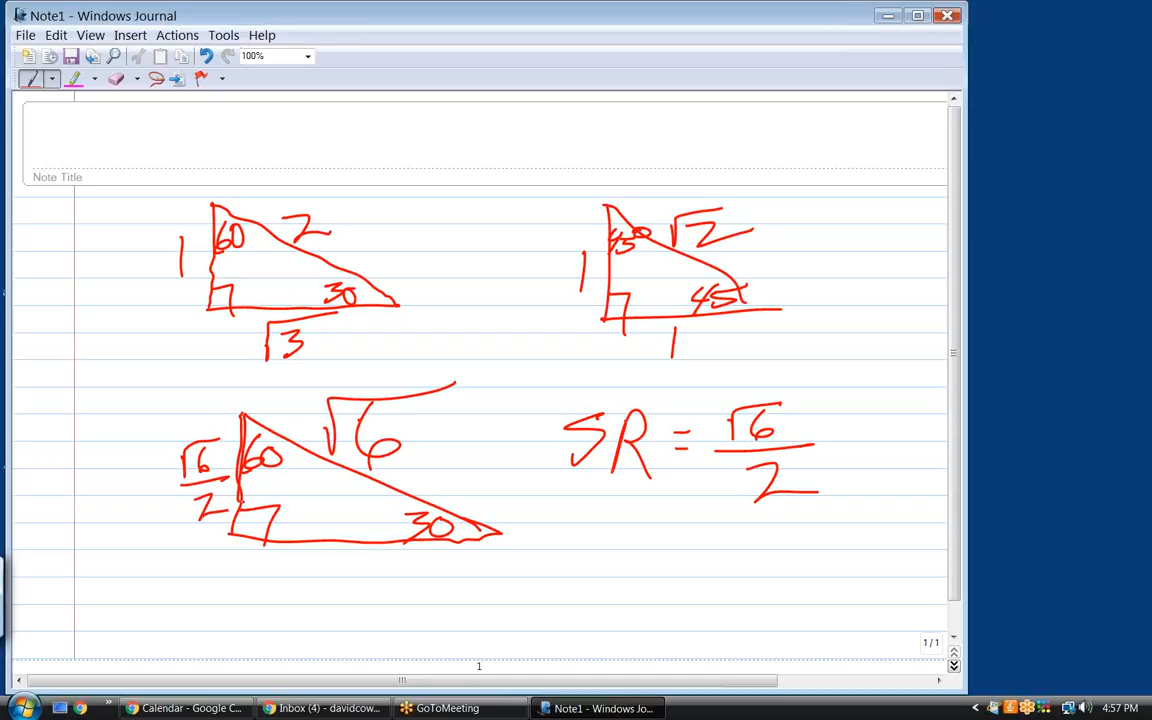 Note1 - Windows Journal
File Edit View Insert Actions Tools Help
100%
Note Title
60 2
1
30
√3
45 √2
1
45
1
√6
60
√6/2
30
SR = √6/2
1 / 1
1
Calendar - Google C...
Inbox (4) - davidcow...
GoToMeeting
Note1 - Windows Jo...
4:57 PM